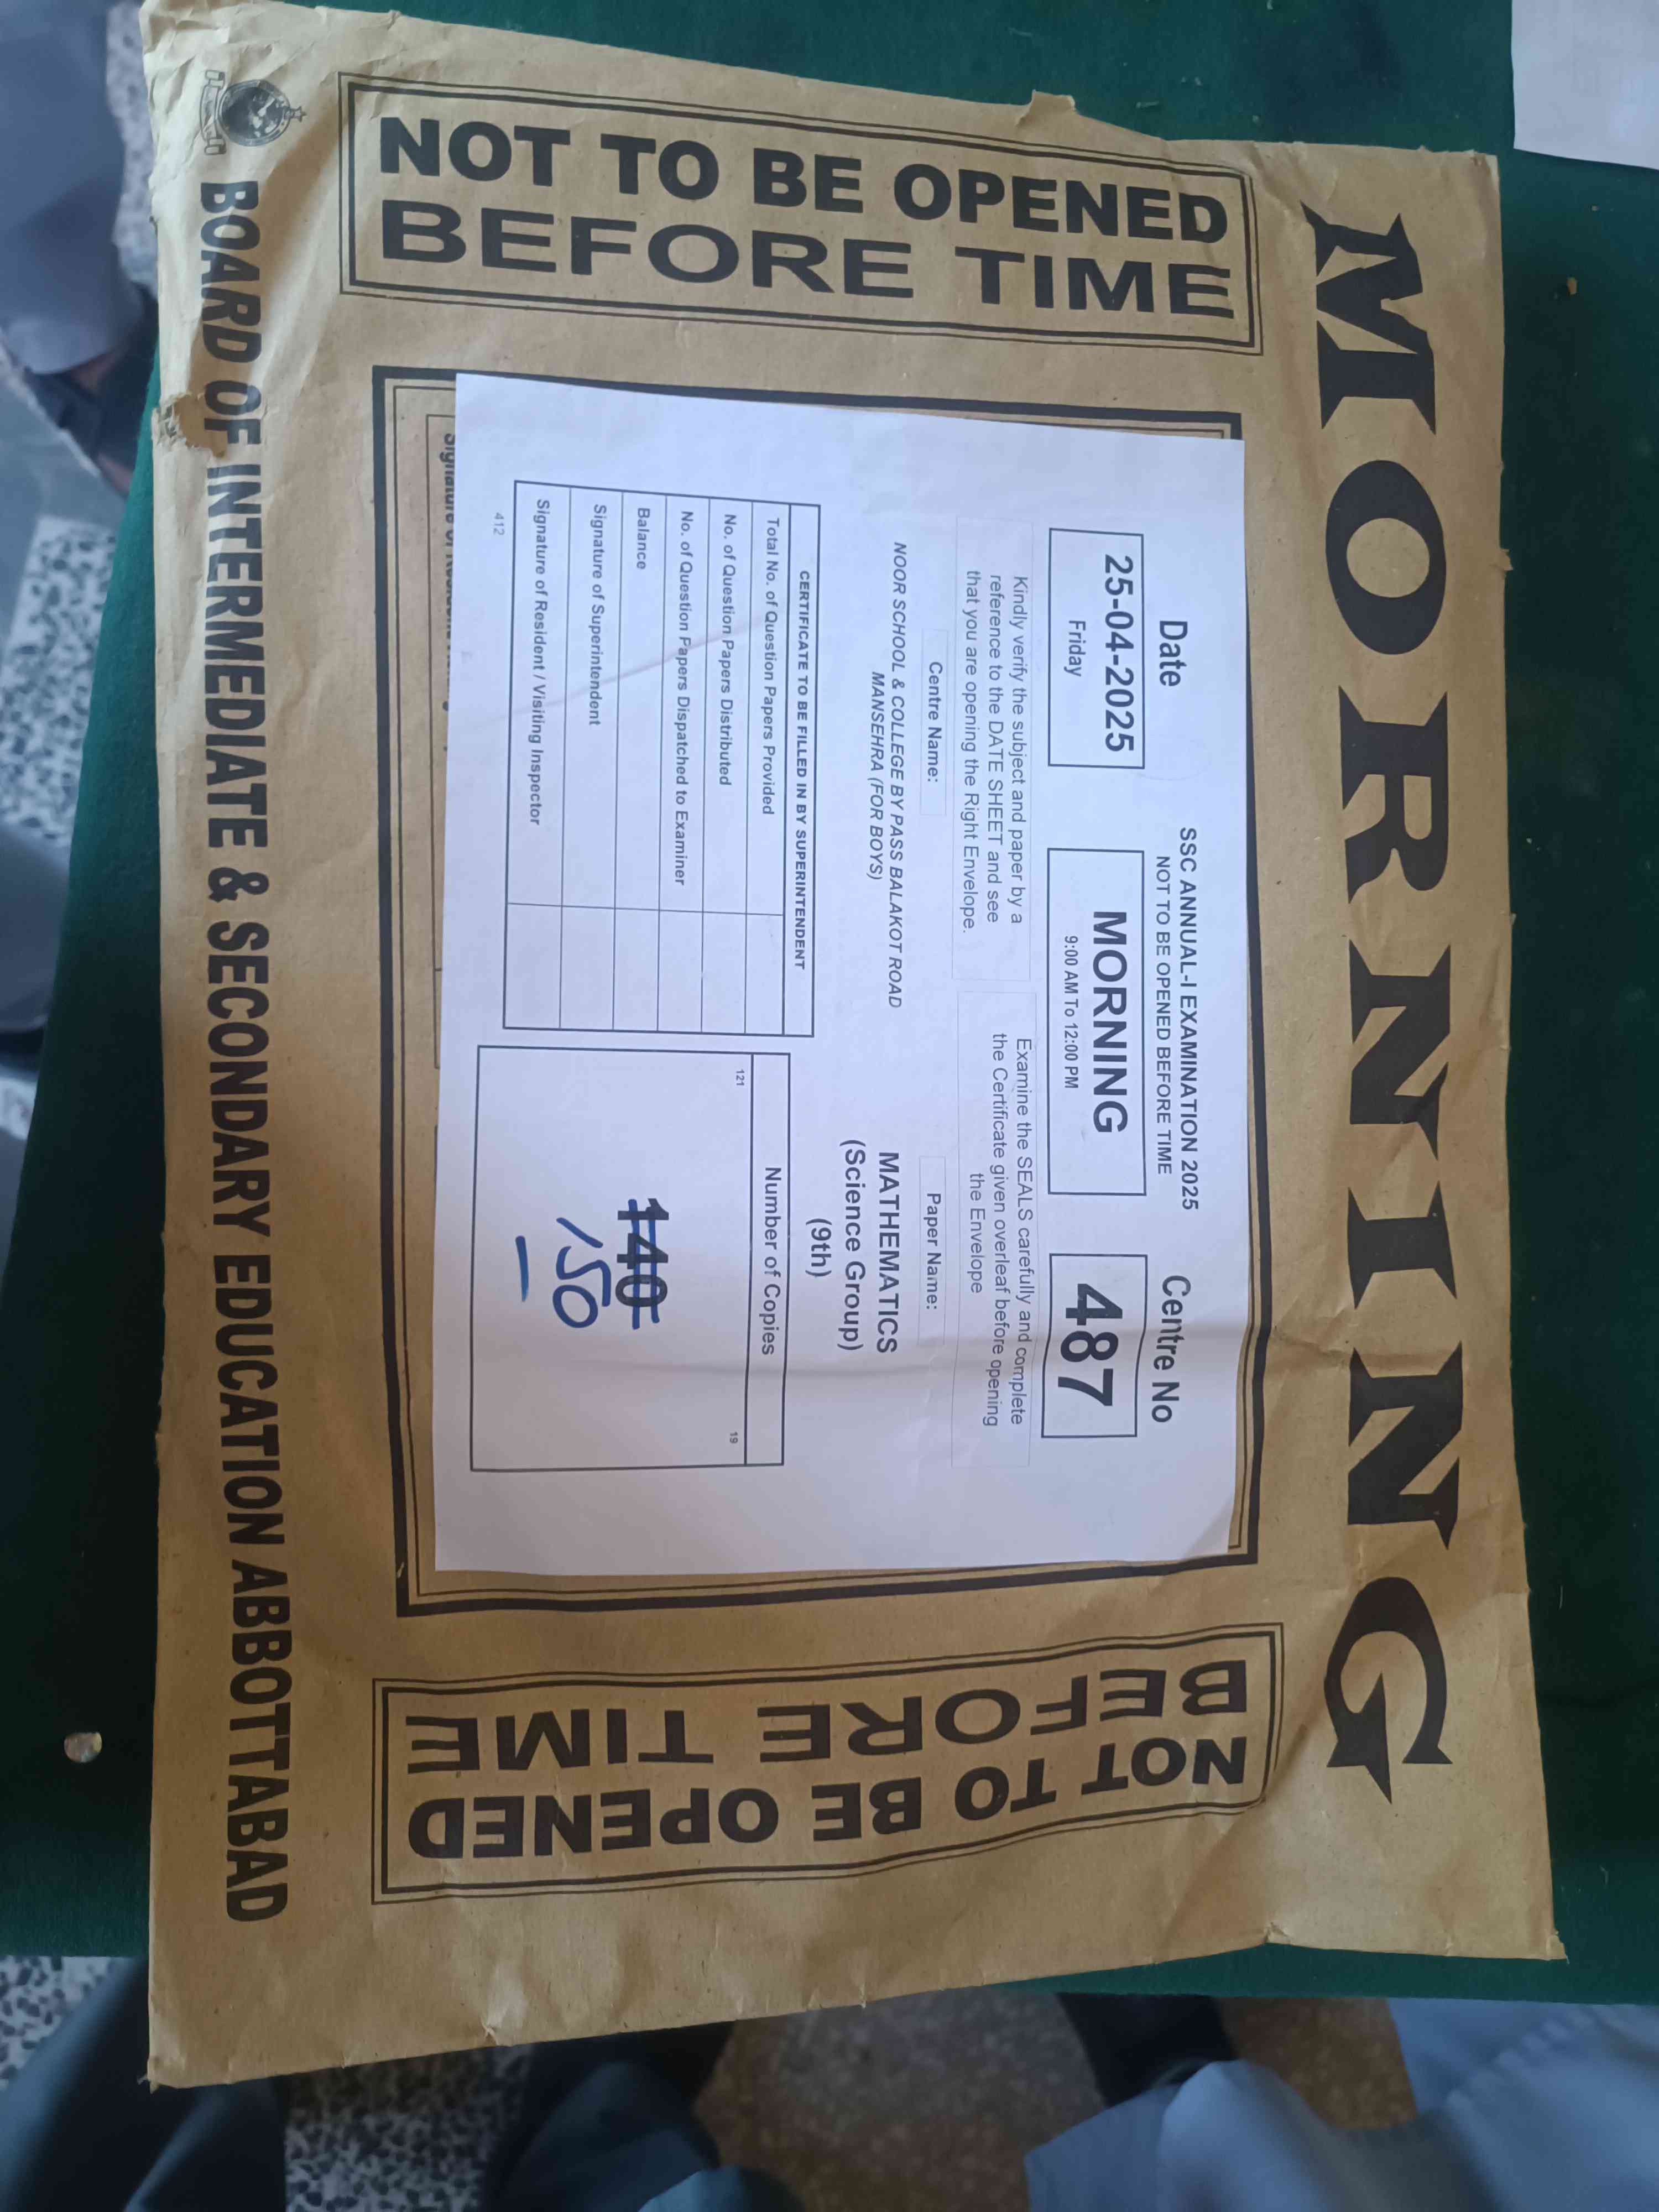 MORNING
NOT TO BE OPENED
BEFORE TIME
Date
25-04-2025
Friday
SSC ANNUAL-I EXAMINATION 2025
NOT TO BE OPENED BEFORE TIME
MORNING
9:00 AM To 12:00 PM
Centre No
487
Kindly verify the subject and paper by a
reference to the DATE SHEET and see
that you are opening the Right Envelope.
Examine the SEALS carefully and complete
the Certificate given overleaf before opening
the Envelope
Centre Name:
NOOR SCHOOL & COLLEGE BY PASS BALAKOT ROAD
MANSEHRA (FOR BOYS)
Paper Name:
MATHEMATICS
(Science Group)
(9th)
CERTIFICATE TO BE FILLED IN BY SUPERINTENDENT
Total No. of Question Papers Provided
No. of Question Papers Distributed
No. of Question Papers Dispatched to Examiner
Balance
Signature of Superintendent
Signature of Resident / Visiting Inspector
412
Number of Copies
121
19
140
150
Signature of
NOT TO BE OPENED
BEFORE TIME
BOARD OF INTERMEDIATE & SECONDARY EDUCATION ABBOTTABAD